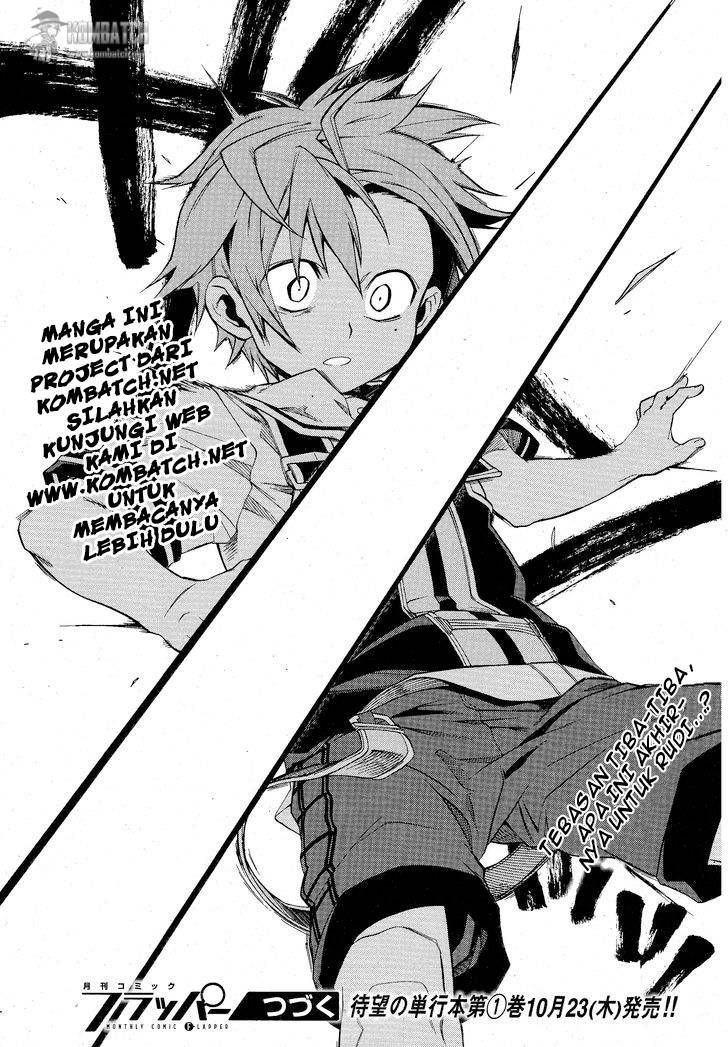 KOMBATCH
www.kombatch.net
MANGA INI
MERUPAKAN
PROJECT DARI
KOMBATCH.NET
SILAHKAN
KUNJUNGI WEB
KAMI DI
WWW.KOMBATCH.NET
UNTUK
MEMBACANYA
LEBIH DULU
TEBASAN TIBA-TIBA,
APA INI AKHIR-
NYA UNTUK RUDI...?
月刊コミック
フラッパー
MONTHLY COMIC FLAPPER
つづく
待望の単行本第①巻10月23(木)発売!!